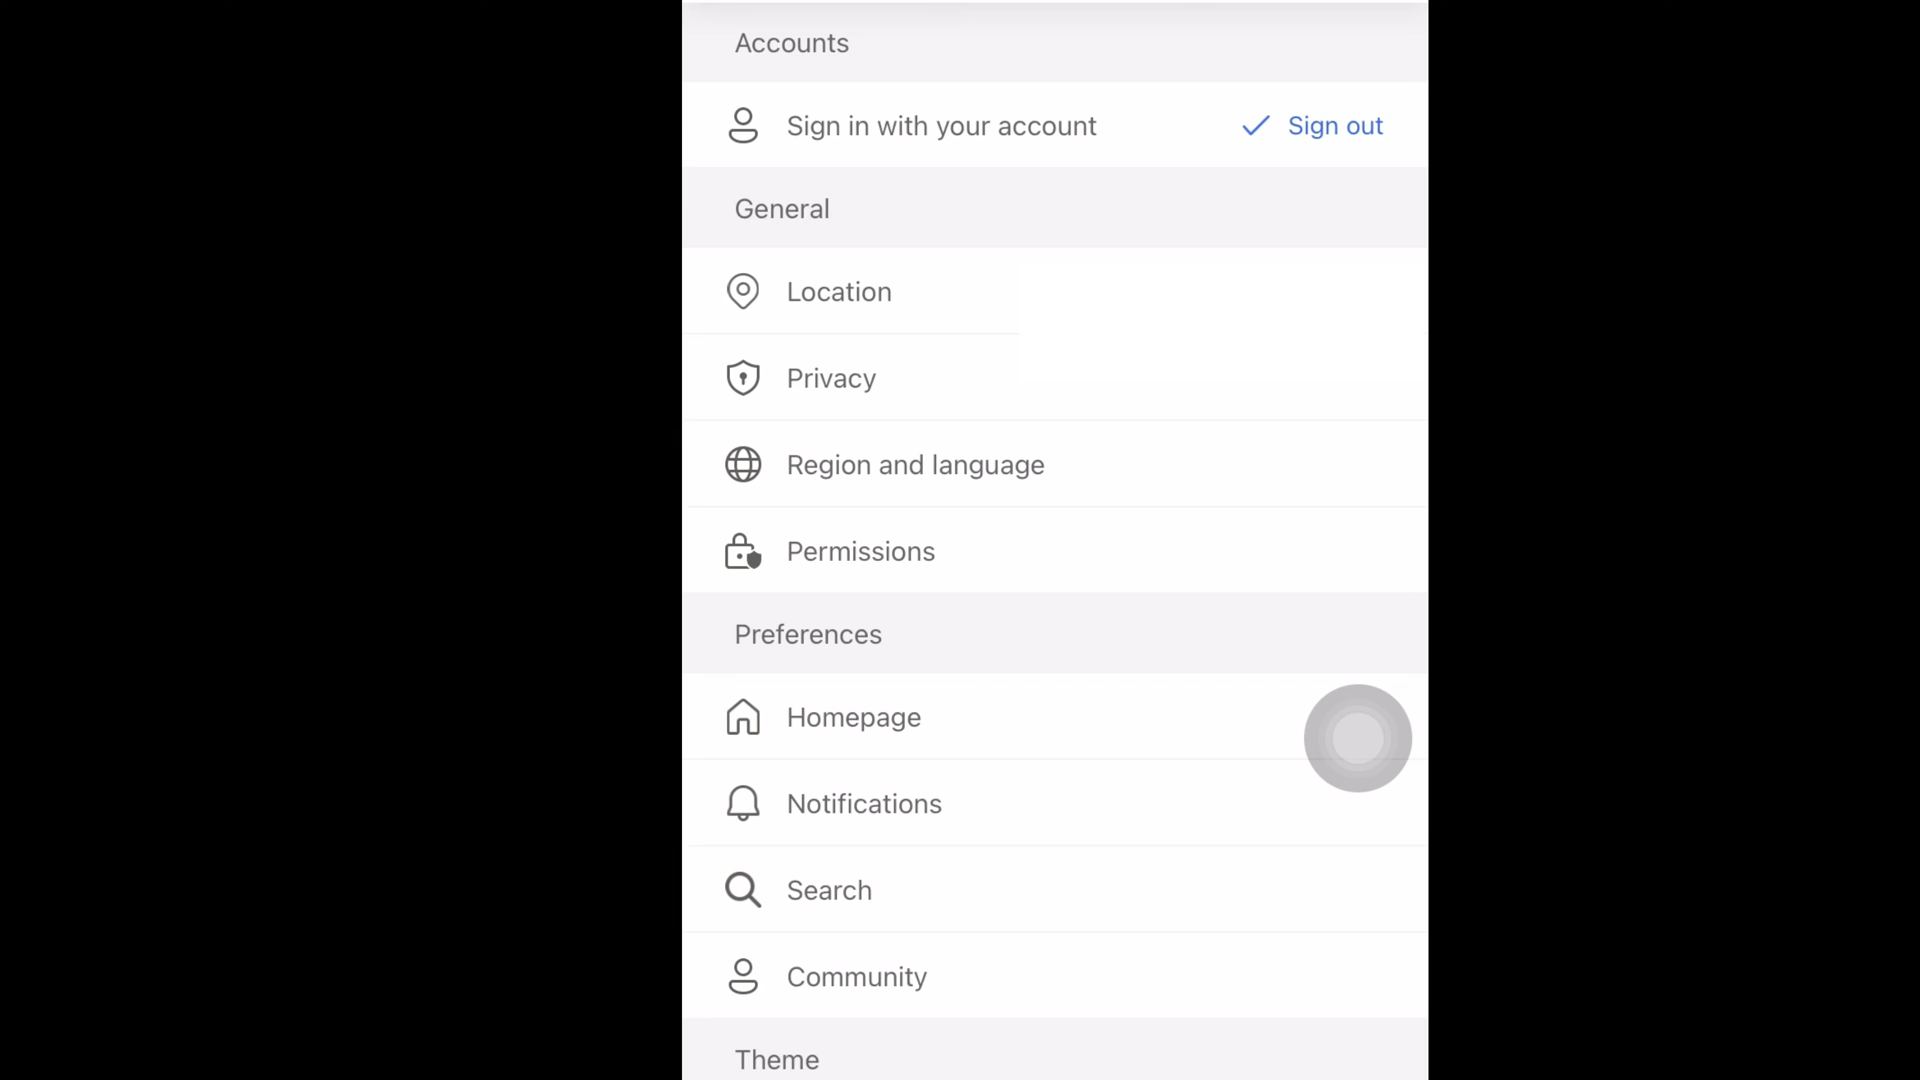 Accounts
Sign in with your account Sign out
General
Location
Privacy
Region and language
Permissions
Preferences
Homepage
Notifications
Search
Community
Theme